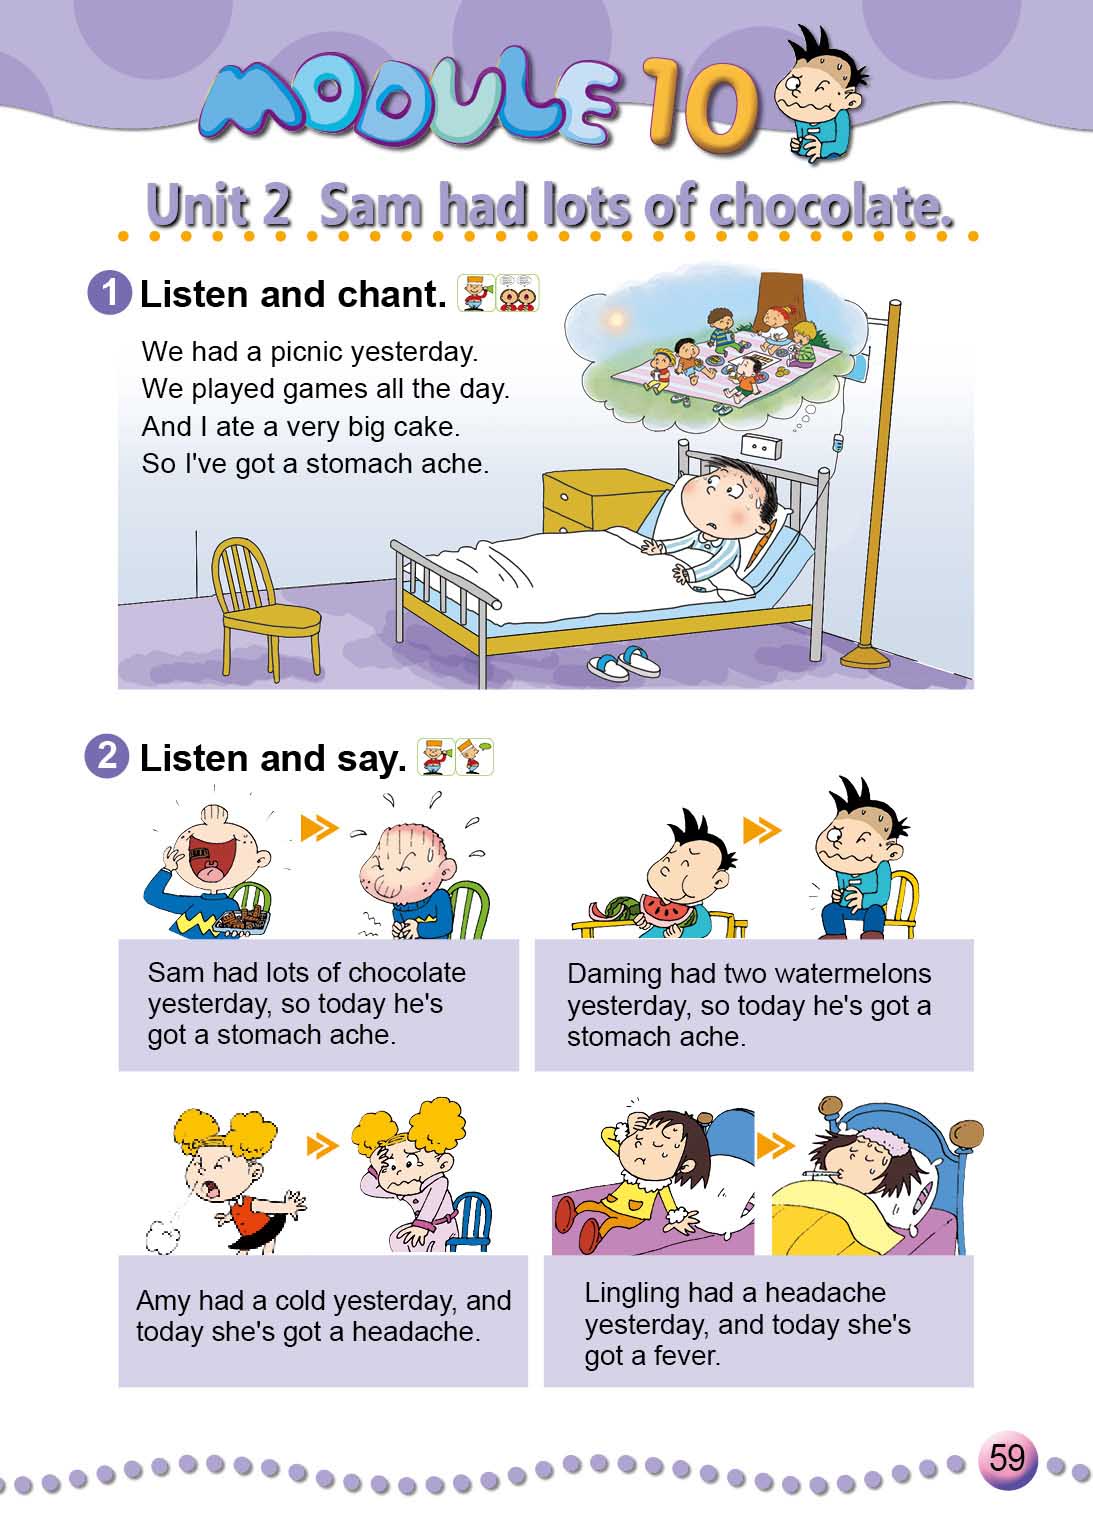 MODULE 10
Unit 2 Sam had lots of chocolate.
1 Listen and chant.
We had a picnic yesterday.
We played games all the day.
And I ate a very big cake.
So I've got a stomach ache.
2 Listen and say.
Sam had lots of chocolate
yesterday, so today he's
got a stomach ache.
Daming had two watermelons
yesterday, so today he's got a
stomach ache.
Amy had a cold yesterday, and
today she's got a headache.
Lingling had a headache
yesterday, and today she's
got a fever.
59